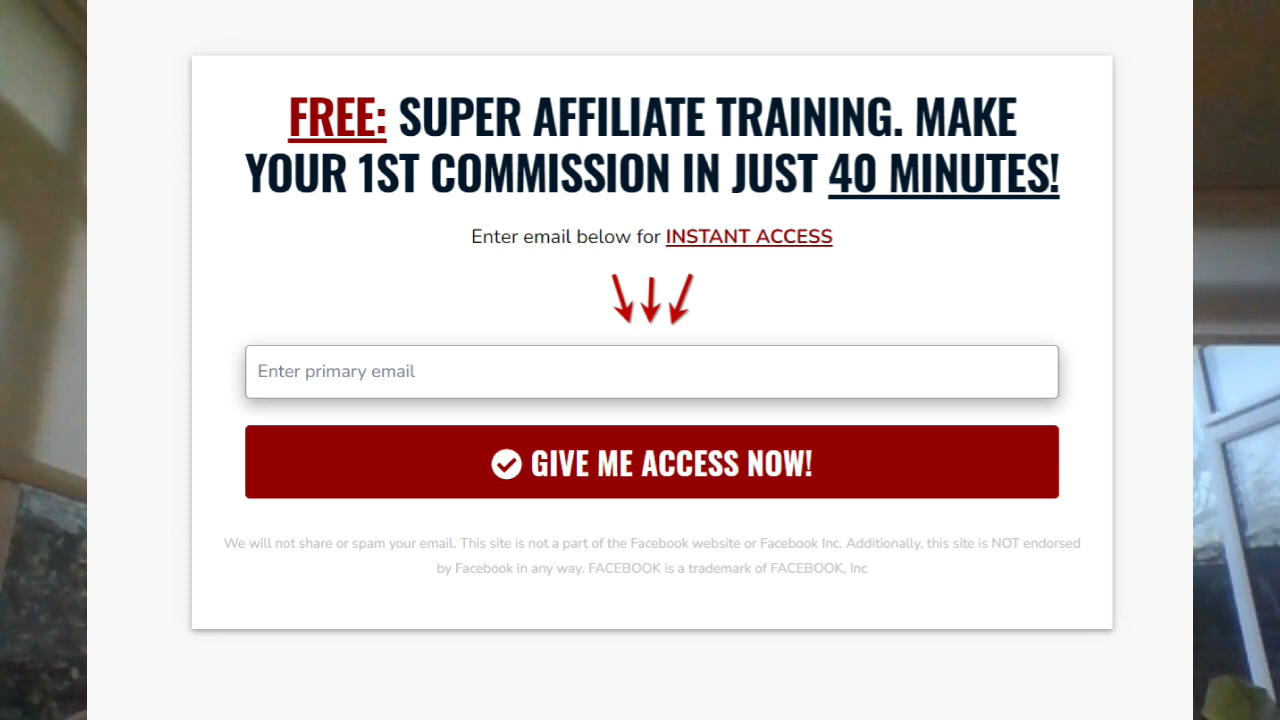 FREE: SUPER AFFILIATE TRAINING. MAKE
YOUR 1ST COMMISSION IN JUST 40 MINUTES!
Enter email below for INSTANT ACCESS
Enter primary email
GIVE ME ACCESS NOW!
We will not share or spam your email. This site is not a part of the Facebook website or Facebook Inc. Additionally, this site is NOT endorsed
by Facebook in any way. FACEBOOK is a trademark of FACEBOOK, Inc